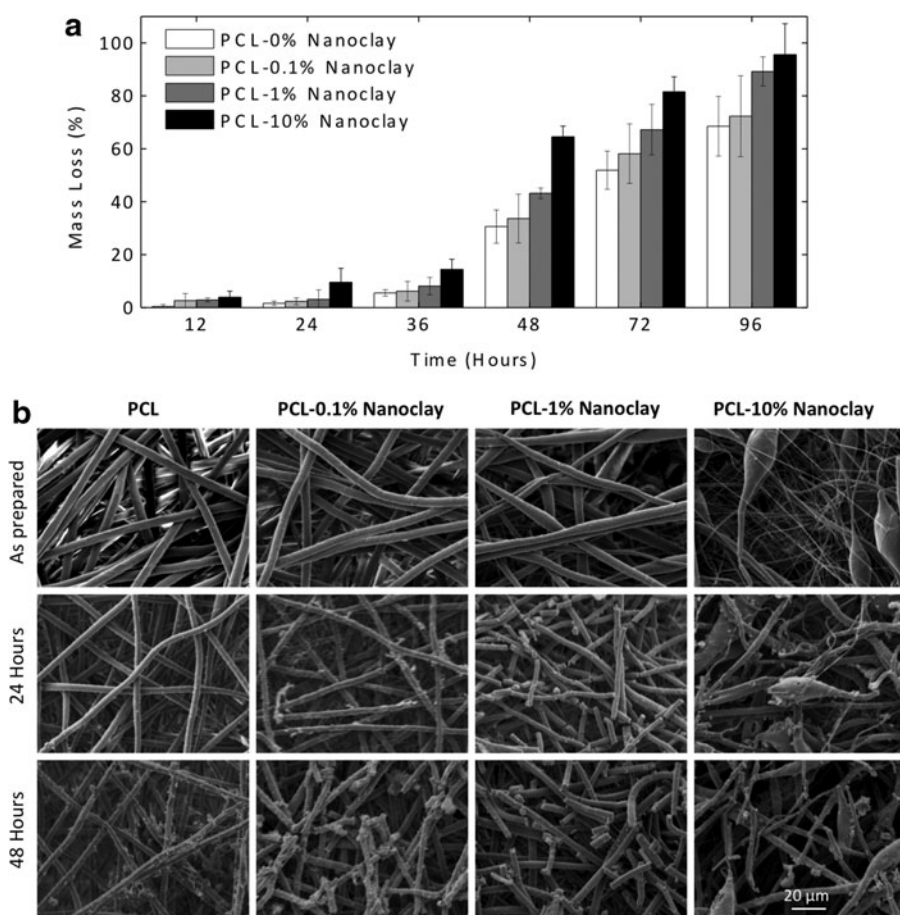 a
100
80
60
40
20
0
Mass Loss (%)
PCL-0% Nanoclay
PCL-0.1% Nanoclay
PCL-1% Nanoclay
PCL-10% Nanoclay
12 24 36 48 72 96
Time (Hours)
b
PCL PCL-0.1% Nanoclay PCL-1% Nanoclay PCL-10% Nanoclay
As prepared
24 Hours
48 Hours
20 μm